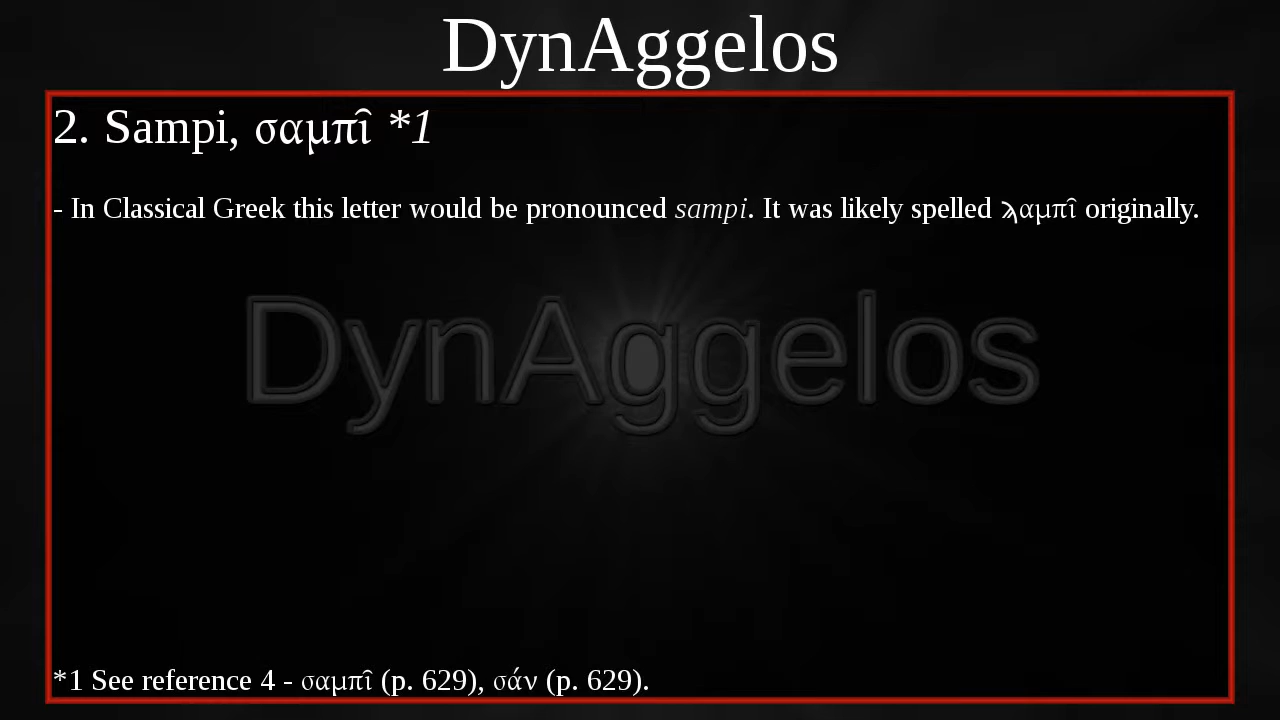 DynAggelos
2. Sampi, σαμπῖ *1
- In Classical Greek this letter would be pronounced sampi. It was likely spelled ϡαμπῖ originally.
DynAggelos
*1 See reference 4 - σαμπῖ (p. 629), σάν (p. 629).